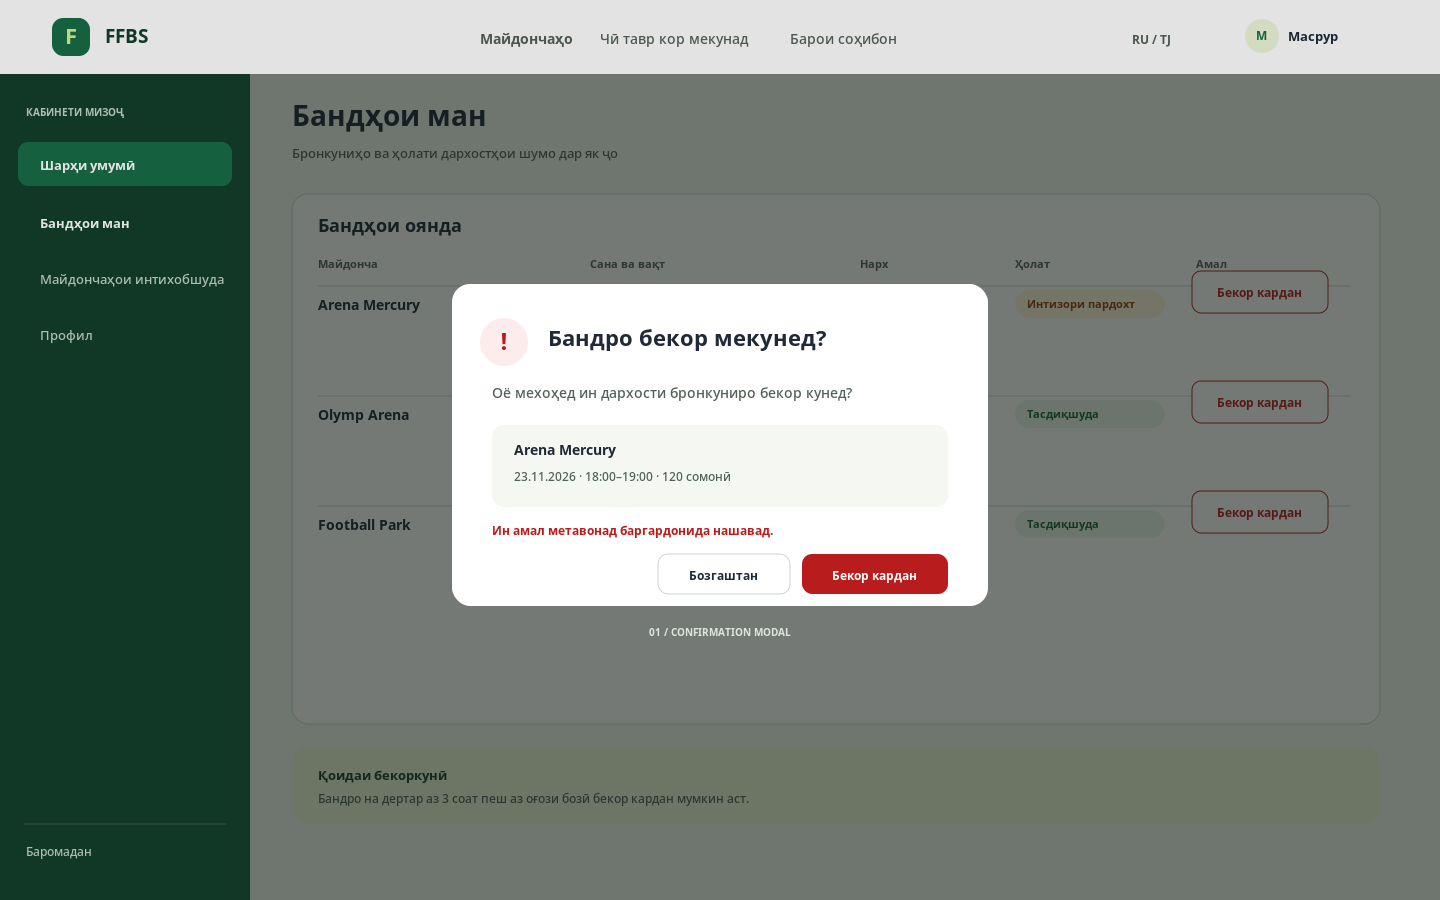 F FFBS
Майдончаҳо Чӣ тавр кор мекунад Барои соҳибон
RU / TJ
М Масрур
КАБИНЕТИ МИЗОҶ
Шарҳи умумӣ
Бандҳои ман
Майдончаҳои интихобшуда
Профил
Баромадан
Бандҳои ман
Бронкуниҳо ва ҳолати дархостҳои шумо дар як ҷо
Бандҳои оянда
Майдонча Сана ва вақт Нарх Ҳолат Амал
Arena Mercury Интизори пардохт Бекор кардан
Olymp Arena Тасдиқшуда Бекор кардан
Football Park Тасдиқшуда Бекор кардан
!
Бандро бекор мекунед?
Оё мехоҳед ин дархости бронкуниро бекор кунед?
Arena Mercury
23.11.2026 · 18:00–19:00 · 120 сомонӣ
Ин амал метавонад баргардонида нашавад.
Бозгаштан Бекор кардан
01 / CONFIRMATION MODAL
Қоидаи бекоркунӣ
Бандро на дертар аз 3 соат пеш аз оғози бозӣ бекор кардан мумкин аст.